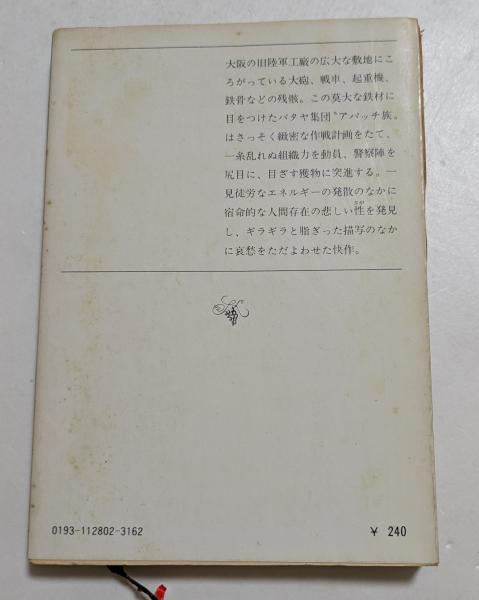 大阪の旧陸軍工廠の広大な敷地にこ
ろがっている大砲、戦車、起重機、
鉄骨などの残骸。この莫大な鉄材に
目をつけたバタヤ集団〝アパッチ族〟
はさっそく緻密な作戦計画をたて、
一糸乱れぬ組織力を動員、警察陣を
尻目に、目ざす獲物に突進する。一
見徒労なエネルギーの発散のなかに
宿命的な人間存在の悲しい性を発見
し、ギラギラと脂ぎった描写のなか
に哀愁をただよわせた快作。
0193-112802-3162
¥ 240